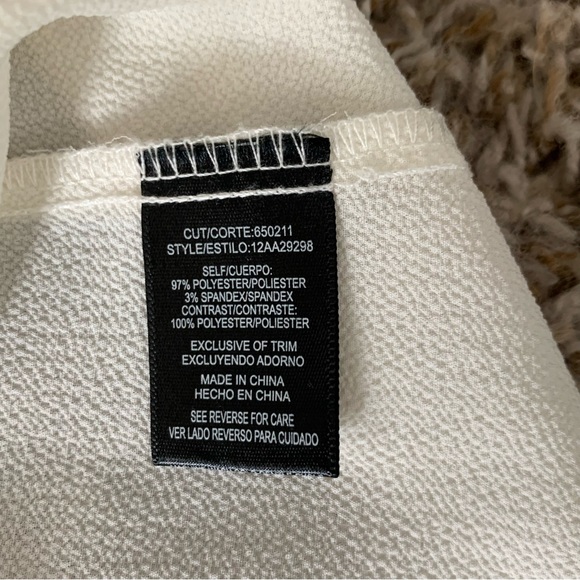 CUT/CORTE:650211
STYLE/ESTILO:12AA29298
SELF/CUERPO:
97% POLYESTER/POLIESTER
3% SPANDEX/SPANDEX
CONTRAST/CONTRASTE:
100% POLYESTER/POLIESTER
EXCLUSIVE OF TRIM
EXCLUYENDO ADORNO
MADE IN CHINA
HECHO EN CHINA
SEE REVERSE FOR CARE
VER LADO REVERSO PARA CUIDADO